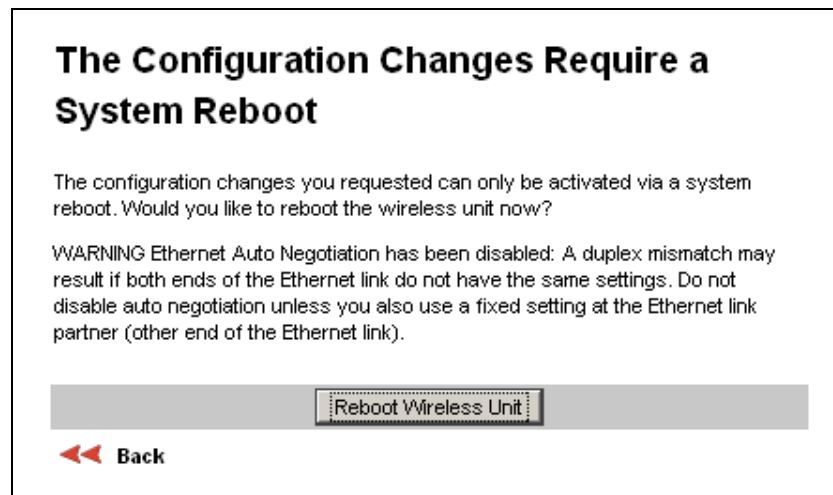 The Configuration Changes Require a
System Reboot
The configuration changes you requested can only be activated via a system
reboot. Would you like to reboot the wireless unit now?
WARNING Ethernet Auto Negotiation has been disabled: A duplex mismatch may
result if both ends of the Ethernet link do not have the same settings. Do not
disable auto negotiation unless you also use a fixed setting at the Ethernet link
partner (other end of the Ethernet link).
Reboot Wireless Unit
Back